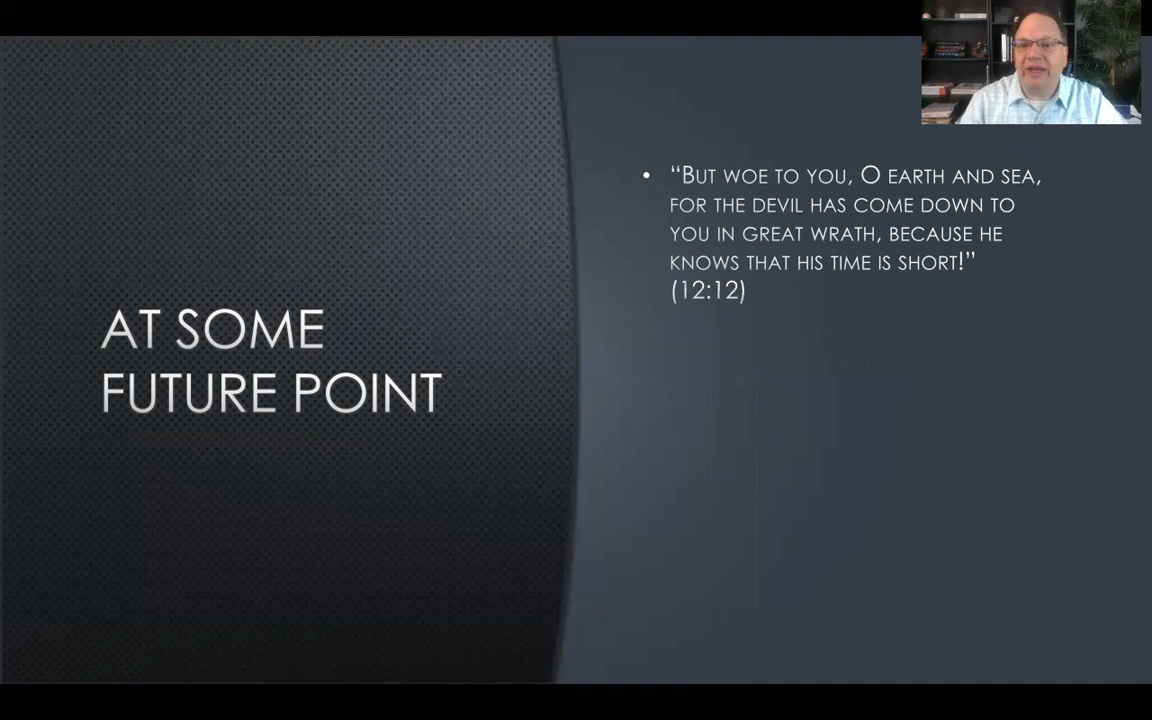 AT SOME
FUTURE POINT
• “But woe to you, O earth and sea,
for the devil has come down to
you in great wrath, because he
knows that his time is short!”
(12:12)